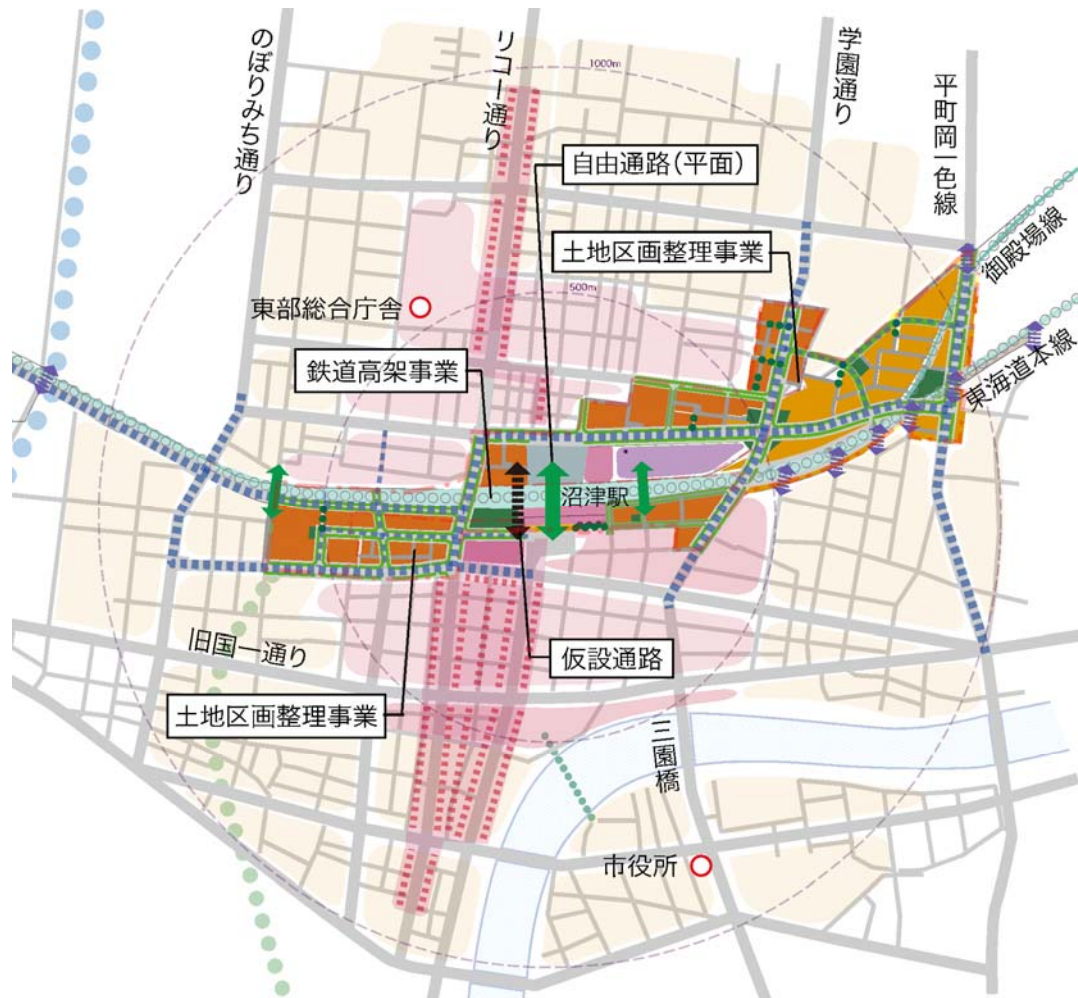 のぼりみち通り
リコー通り
1000m
学園通り
平町岡一色線
自由通路(平面)
御殿場線
土地区画整理事業
500m
東部総合庁舎
東海道本線
鉄道高架事業
沼津駅
旧国一通り
仮設通路
土地区画整理事業
三園橋
市役所